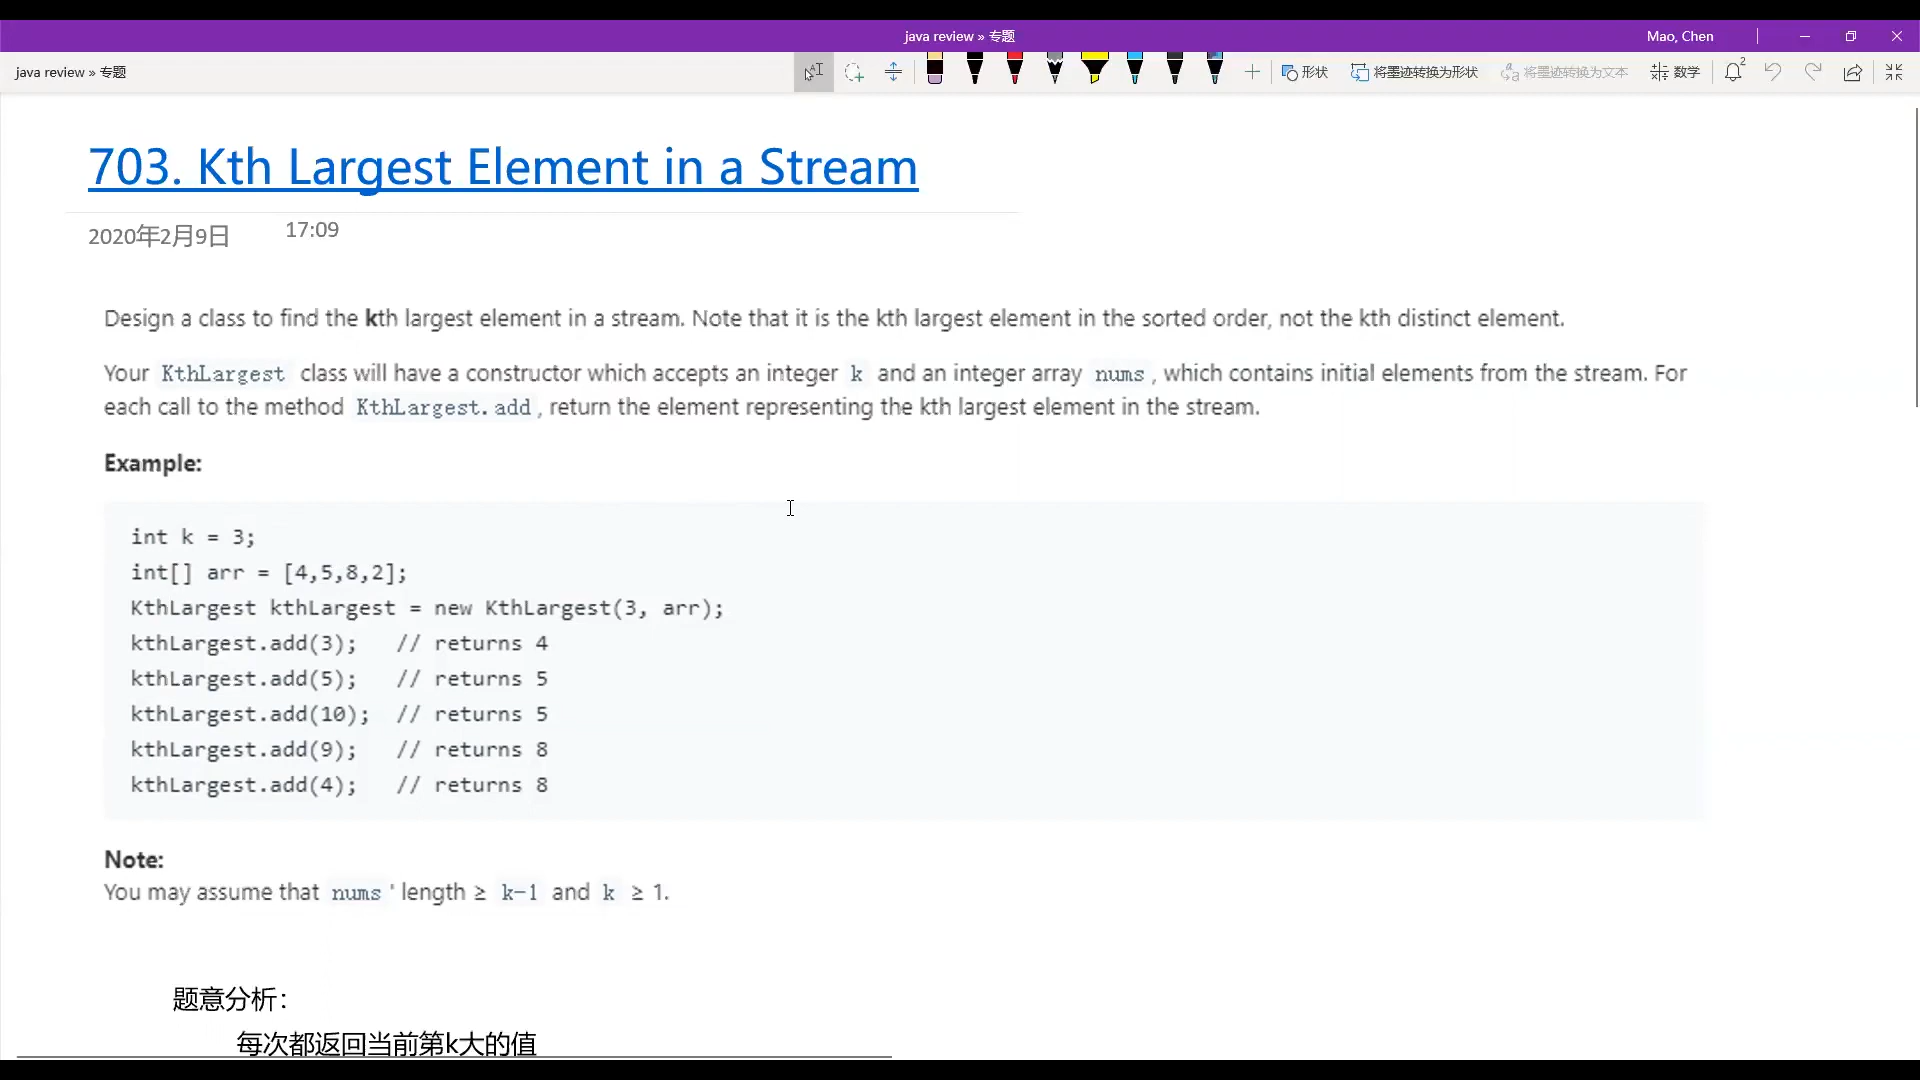 java review » 专题
Mao, Chen
java review » 专题
形状
将墨迹转换为形状
将墨迹转换为文本
数学
2
703. Kth Largest Element in a Stream
2020年2月9日 17:09
Design a class to find the kth largest element in a stream. Note that it is the kth largest element in the sorted order, not the kth distinct element.
Your KthLargest class will have a constructor which accepts an integer k and an integer array nums, which contains initial elements from the stream. For
each call to the method KthLargest.add, return the element representing the kth largest element in the stream.
Example:
int k = 3;
int[] arr = [4,5,8,2];
KthLargest kthLargest = new KthLargest(3, arr);
kthLargest.add(3);   // returns 4
kthLargest.add(5);   // returns 5
kthLargest.add(10);  // returns 5
kthLargest.add(9);   // returns 8
kthLargest.add(4);   // returns 8
Note:
You may assume that nums' length ≥ k-1 and k ≥ 1.
题意分析：
每次都返回当前第k大的值